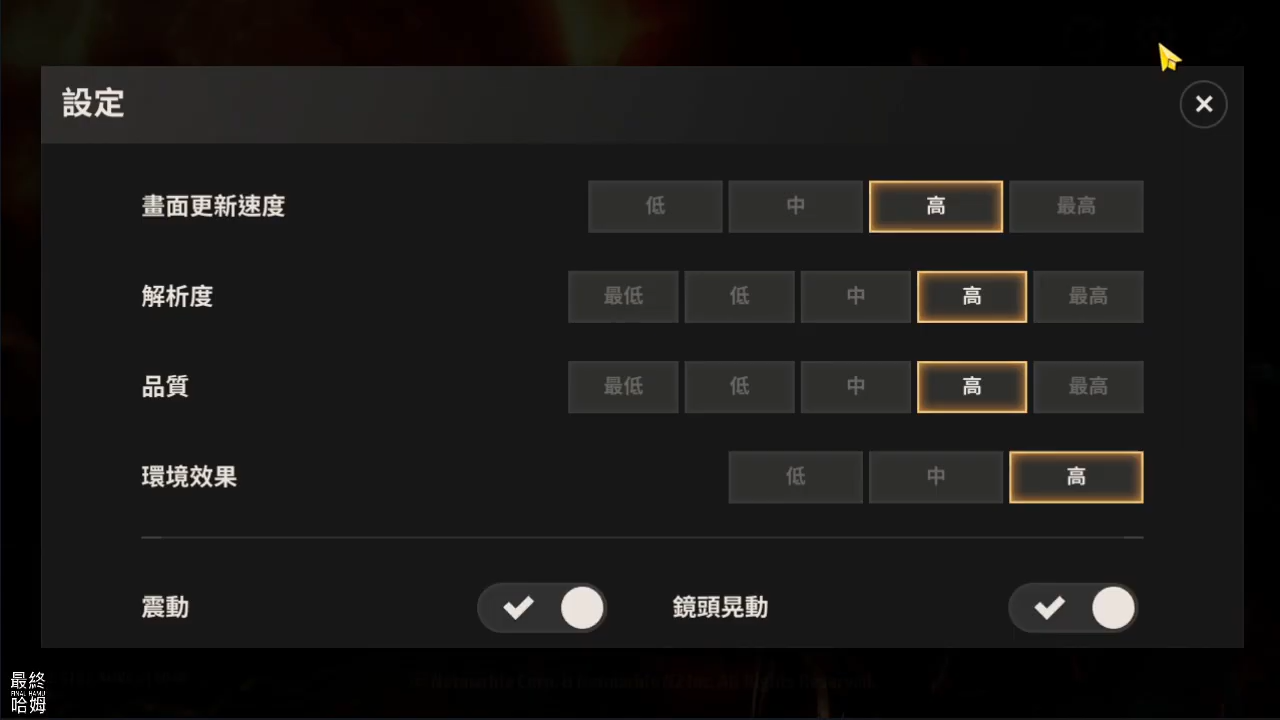 設定
畫面更新速度 低 中 高 最高
解析度 最低 低 中 高 最高
品質 最低 低 中 高 最高
環境效果 低 中 高
震動 鏡頭晃動
最終
FINAL HAMU
哈姆